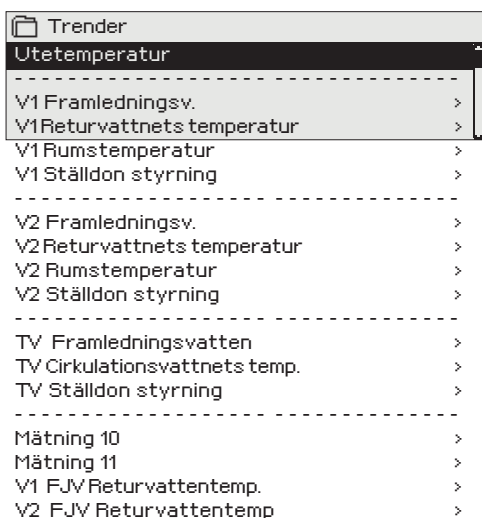 Trender
Utetemperatur
V1 Framledningsv. >
V1 Returvattnets temperatur >
V1 Rumstemperatur >
V1 Ställdon styrning >
V2 Framledningsv. >
V2 Returvattnets temperatur >
V2 Rumstemperatur >
V2 Ställdon styrning >
TV Framledningsvatten >
TV Cirkulationsvattnets temp. >
TV Ställdon styrning >
Mätning 10 >
Mätning 11 >
V1 FJV Returvattentemp. >
V2 FJV Returvattentemp >